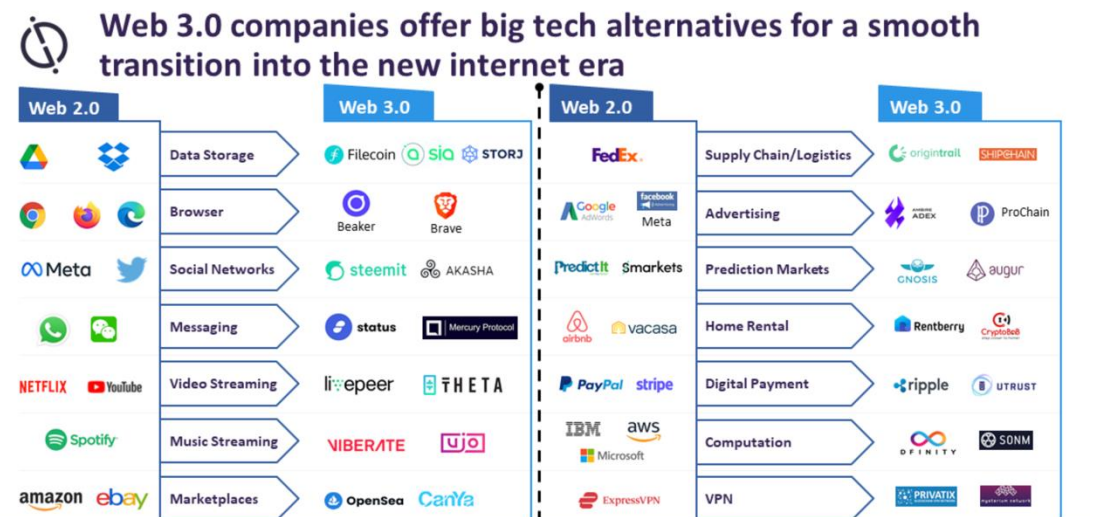 Web 3.0 companies offer big tech alternatives for a smooth
transition into the new internet era
Web 2.0
Web 3.0
Data Storage
Filecoin
SiA
STORJ
Browser
Beaker
Brave
Meta
Social Networks
steemit
AKASHA
Messaging
status
Mercury Protocol
NETFLIX
YouTube
Video Streaming
livepeer
THETA
Spotify
Music Streaming
VIBERATE
ujo
amazon
ebay
Marketplaces
OpenSea
CanYa
Web 2.0
Web 3.0
FedEx.
Supply Chain/Logistics
origintrail
SHIPCHAIN
Google
AdWords
facebook
Meta
Advertising
ADEX
ProChain
PredictIt
Smarkets
Prediction Markets
GNOSIS
augur
airbnb
vacasa
Home Rental
Rentberry
CryptoBnB
PayPal
stripe
Digital Payment
ripple
UTRUST
IBM
aws
Microsoft
Computation
DFINITY
SONM
ExpressVPN
VPN
PRIVATIX
mysterium network